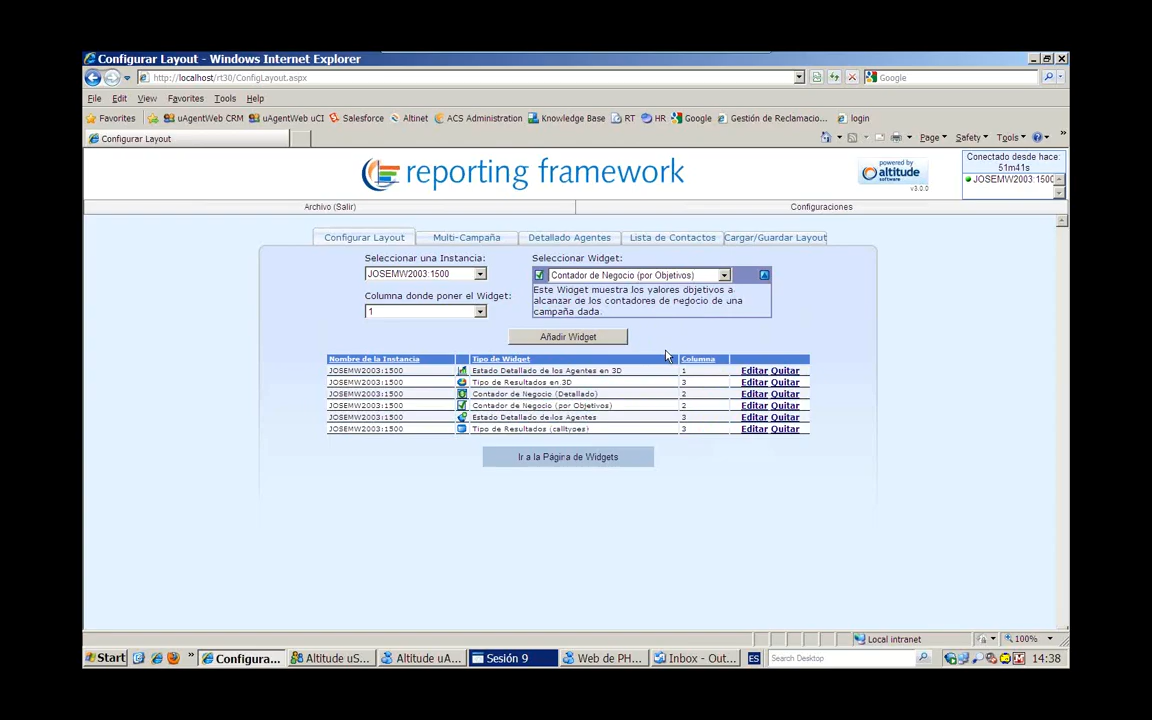 Configurar Layout - Windows Internet Explorer
http://localhost/rt30/ConfigLayout.aspx
Google
File Edit View Favorites Tools Help
Favorites uAgentWeb CRM uAgentWeb uCI Salesforce Altinet ACS Administration Knowledge Base RT HR Google Gestión de Reclamacio... login
Configurar Layout
Page Safety Tools
reporting framework
powered by
altitude
software
v3.0.0
Conectado desde hace:
51m41s
JOSEMW2003:1500
Archivo (Salir) Configuraciones
Configurar Layout Multi-Campaña Detallado Agentes Lista de Contactos Cargar/Guardar Layout
Seleccionar una Instancia: Seleccionar Widget:
JOSEMW2003:1500 Contador de Negocio (por Objetivos)
Este Widget muestra los valores objetivos a
alcanzar de los contadores de negocio de una
campaña dada.
Columna donde poner el Widget:
1
Añadir Widget
Nombre de la Instancia Tipo de Widget Columna
JOSEMW2003:1500 Estado Detallado de los Agentes en 3D 1 Editar Quitar
JOSEMW2003:1500 Tipo de Resultados en 3D 3 Editar Quitar
JOSEMW2003:1500 Contador de Negocio (Detallado) 2 Editar Quitar
JOSEMW2003:1500 Contador de Negocio (por Objetivos) 2 Editar Quitar
JOSEMW2003:1500 Estado Detallado de los Agentes 3 Editar Quitar
JOSEMW2003:1500 Tipo de Resultados (calltypes) 3 Editar Quitar
Ir a la Página de Widgets
Local intranet 100%
Start Configura... Altitude uS... Altitude uA... Sesión 9 Web de PH... Inbox - Out... ES Search Desktop 14:38